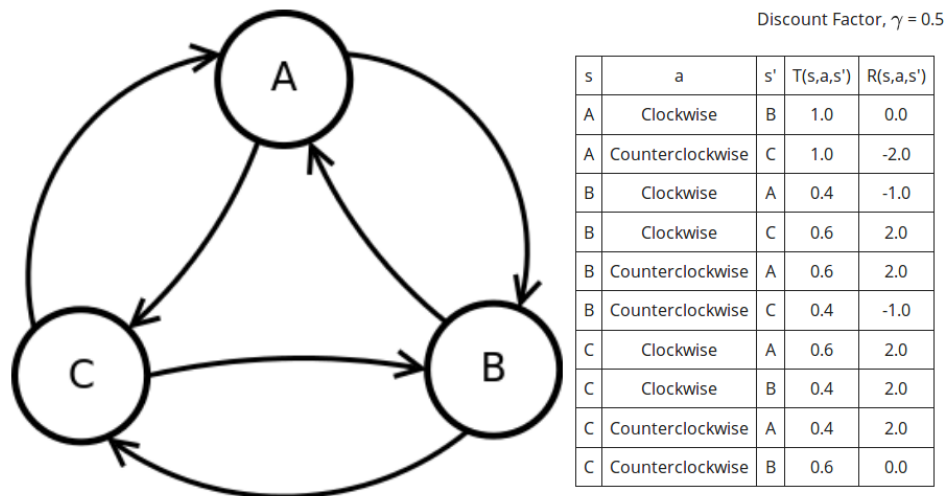 Discount Factor, γ = 0.5
A
C
B
s a s' T(s,a,s') R(s,a,s')
A Clockwise B 1.0 0.0
A Counterclockwise C 1.0 -2.0
B Clockwise A 0.4 -1.0
B Clockwise C 0.6 2.0
B Counterclockwise A 0.6 2.0
B Counterclockwise C 0.4 -1.0
C Clockwise A 0.6 2.0
C Clockwise B 0.4 2.0
C Counterclockwise A 0.4 2.0
C Counterclockwise B 0.6 0.0